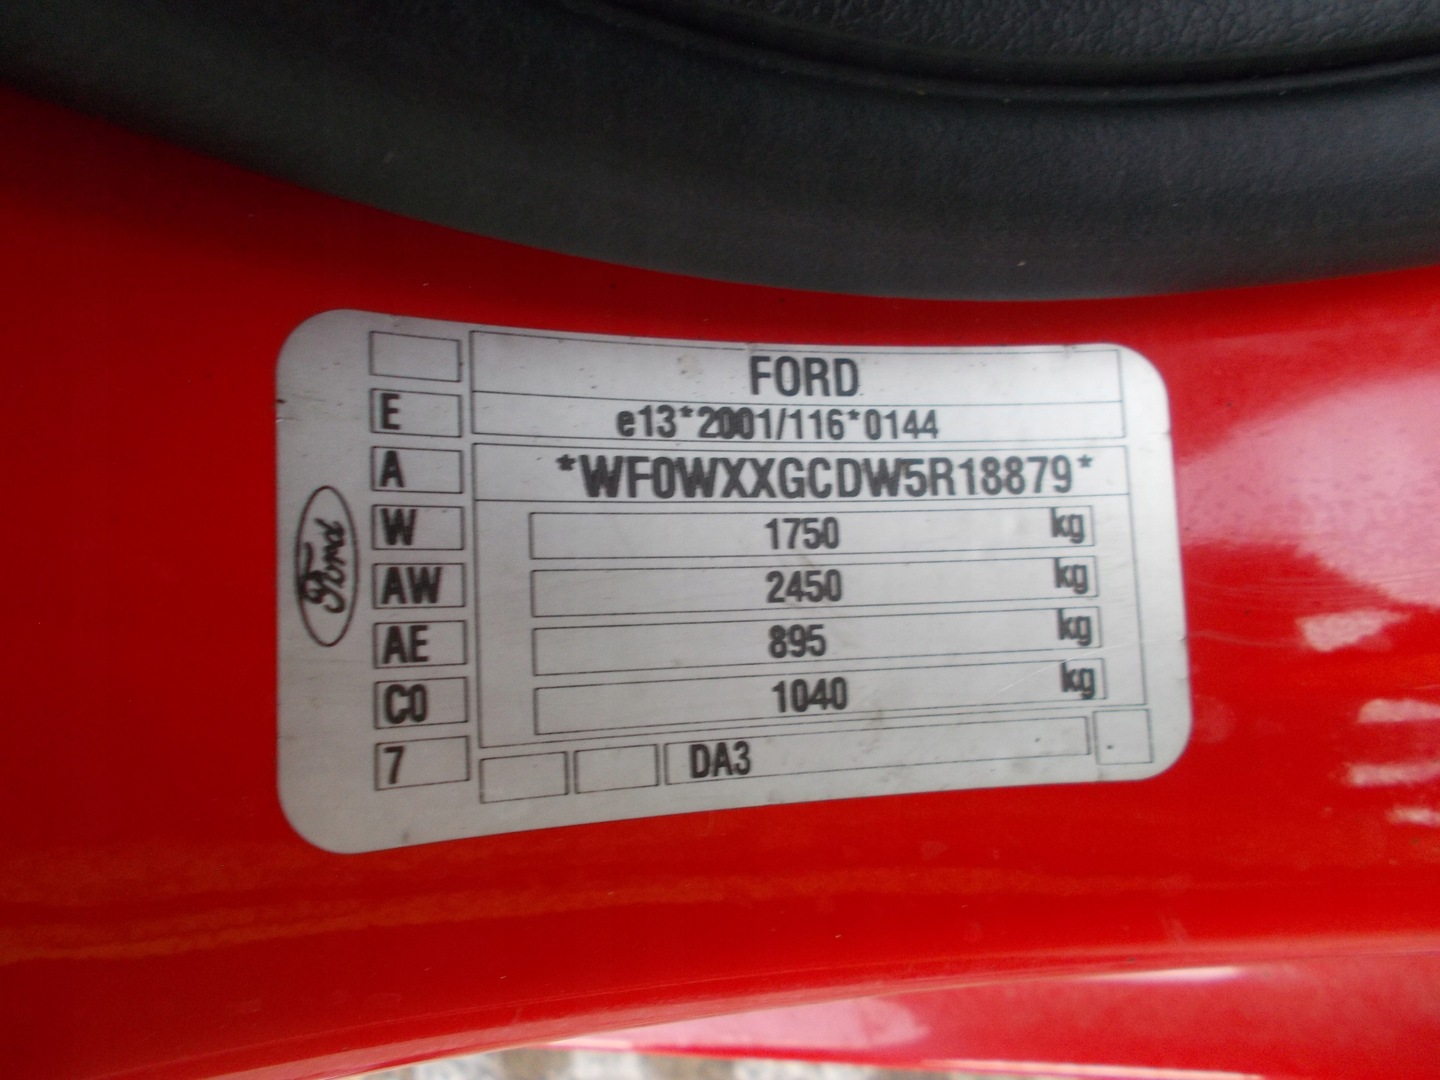 FORD
E e13*2001/116*0144
A *WF0WXXGCDW5R18879*
W 1750 kg
AW 2450 kg
AE 895 kg
C0 1040 kg
7 DA3
Ford